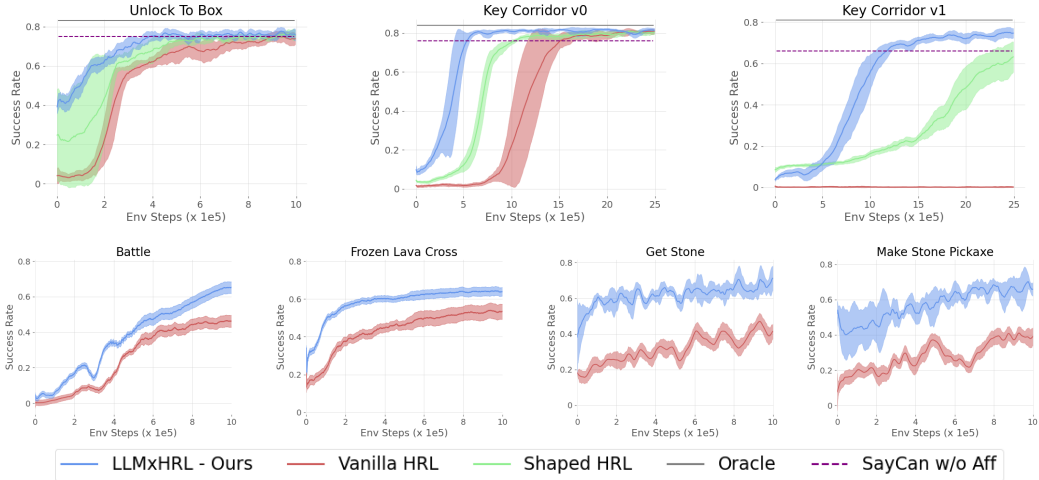 Unlock To Box
Key Corridor v0
Key Corridor v1
Success Rate
0.8
0.6
0.4
0.2
0
0 2 4 6 8 10
Env Steps (x 1e5)
Success Rate
0.8
0.6
0.4
0.2
0
0 5 10 15 20 25
Env Steps (x 1e5)
Success Rate
0.8
0.6
0.4
0.2
0
0 5 10 15 20 25
Env Steps (x 1e5)
Battle
Frozen Lava Cross
Get Stone
Make Stone Pickaxe
Success Rate
0.8
0.6
0.4
0.2
0
0 2 4 6 8 10
Env Steps (x 1e5)
Success Rate
0.8
0.6
0.4
0.2
0
0 2 4 6 8 10
Env Steps (x 1e5)
Success Rate
0.8
0.6
0.4
0.2
0
0 2 4 6 8 10
Env Steps (x 1e5)
Success Rate
0.8
0.6
0.4
0.2
0
0 2 4 6 8 10
Env Steps (x 1e5)
LLMxHRL - Ours Vanilla HRL Shaped HRL Oracle SayCan w/o Aff